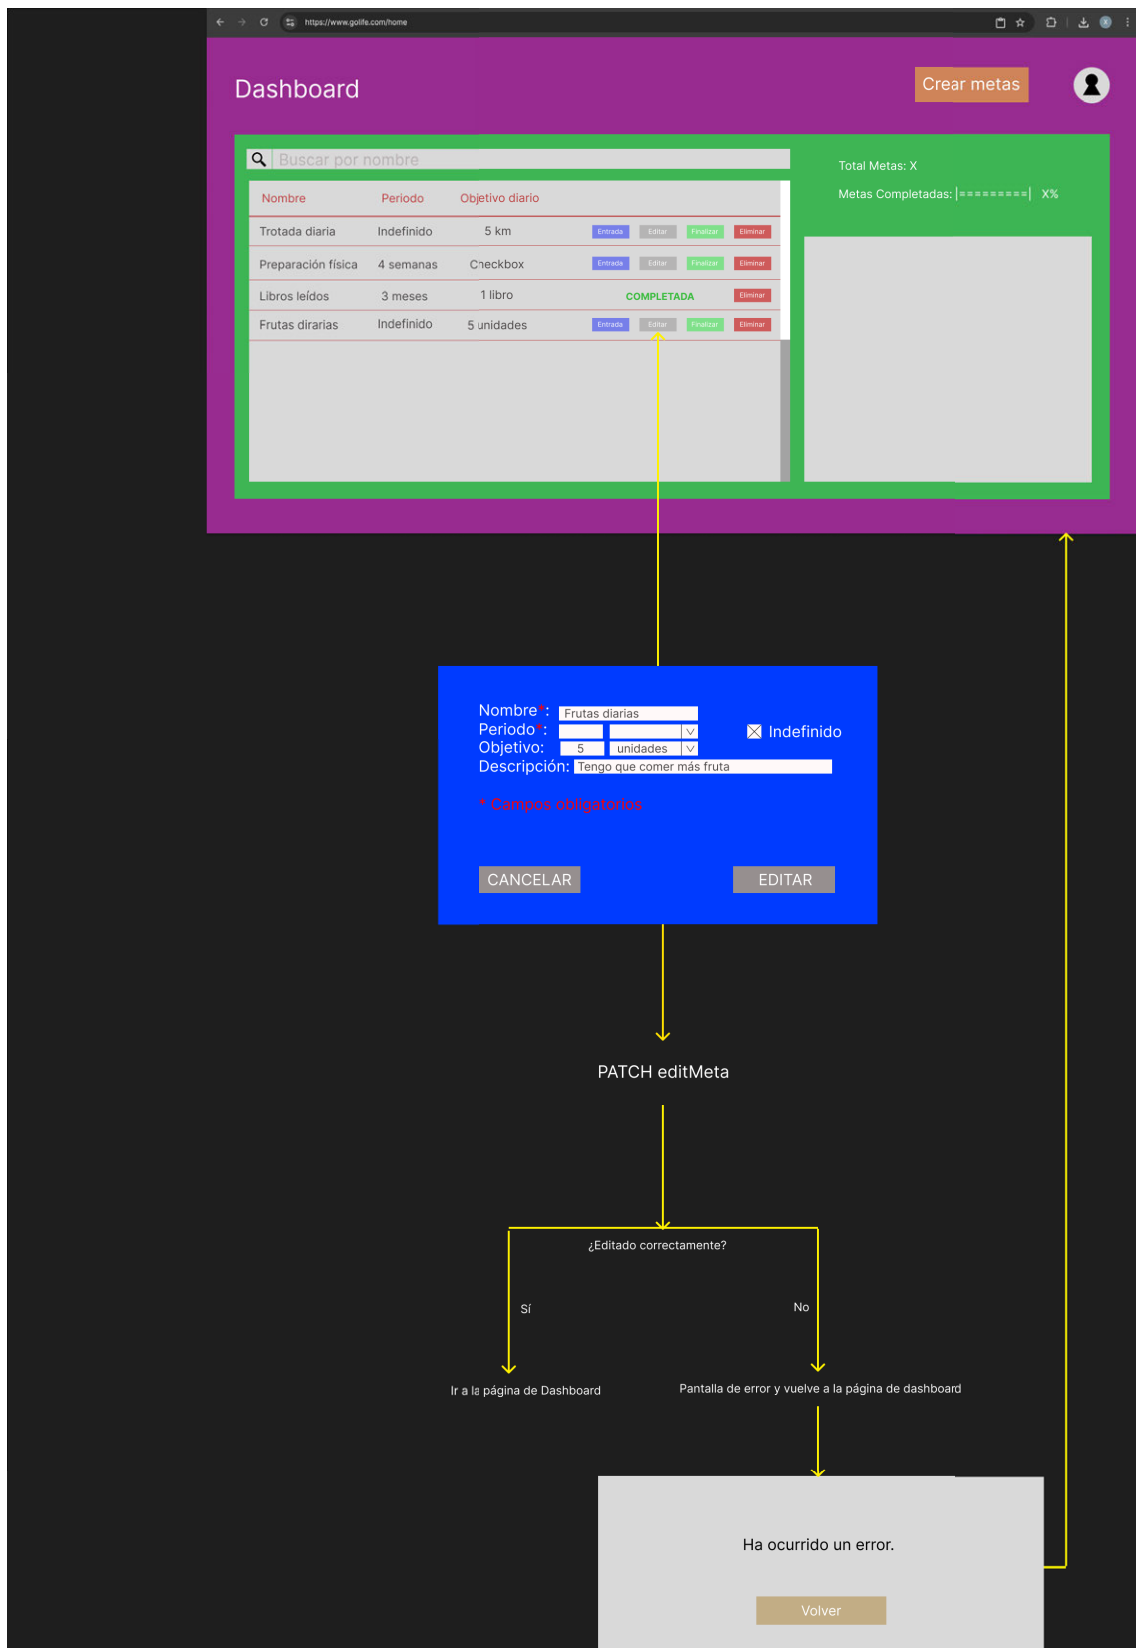 https://www.golife.com/home
Dashboard
Crear metas
Buscar por nombre
Total Metas: X
Metas Completadas: |=========| X%
Nombre Periodo Objetivo diario
Trotada diaria Indefinido 5 km Entrada Editar Finalizar Eliminar
Preparación física 4 semanas Checkbox Entrada Editar Finalizar Eliminar
Libros leídos 3 meses 1 libro COMPLETADA Eliminar
Frutas dirarias Indefinido 5 unidades Entrada Editar Finalizar Eliminar
Nombre*: Frutas diarias
Periodo*: Indefinido
Objetivo: 5 unidades
Descripción: Tengo que comer más fruta
* Campos obligatorios
CANCELAR EDITAR
PATCH editMeta
¿Editado correctamente?
Sí No
Ir a la página de Dashboard
Pantalla de error y vuelve a la página de dashboard
Ha ocurrido un error.
Volver